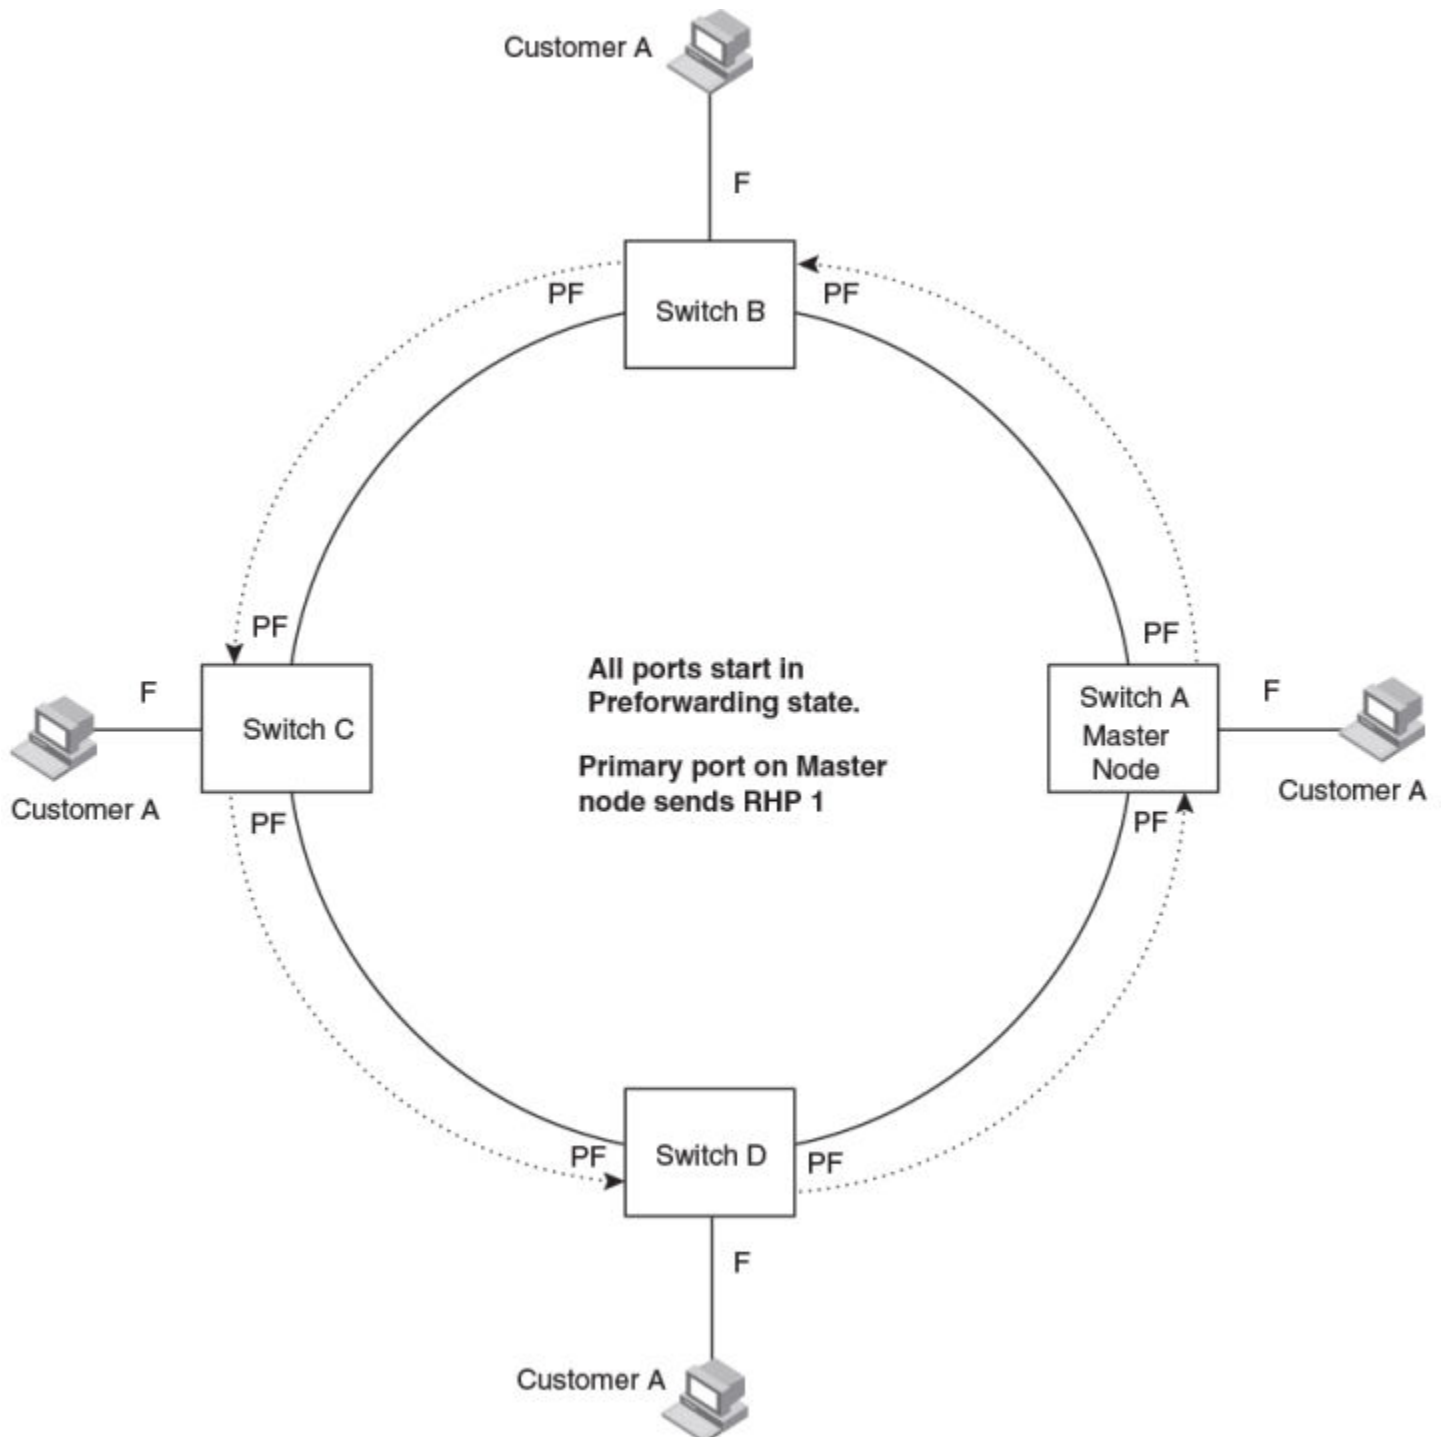 Customer A
F
PF
Switch B
PF
PF
PF
All ports start in
Preforwarding state.
Primary port on Master
node sends RHP 1
F
Switch C
Customer A
Switch A
Master
Node
F
Customer A
PF
PF
PF
Switch D
PF
F
Customer A